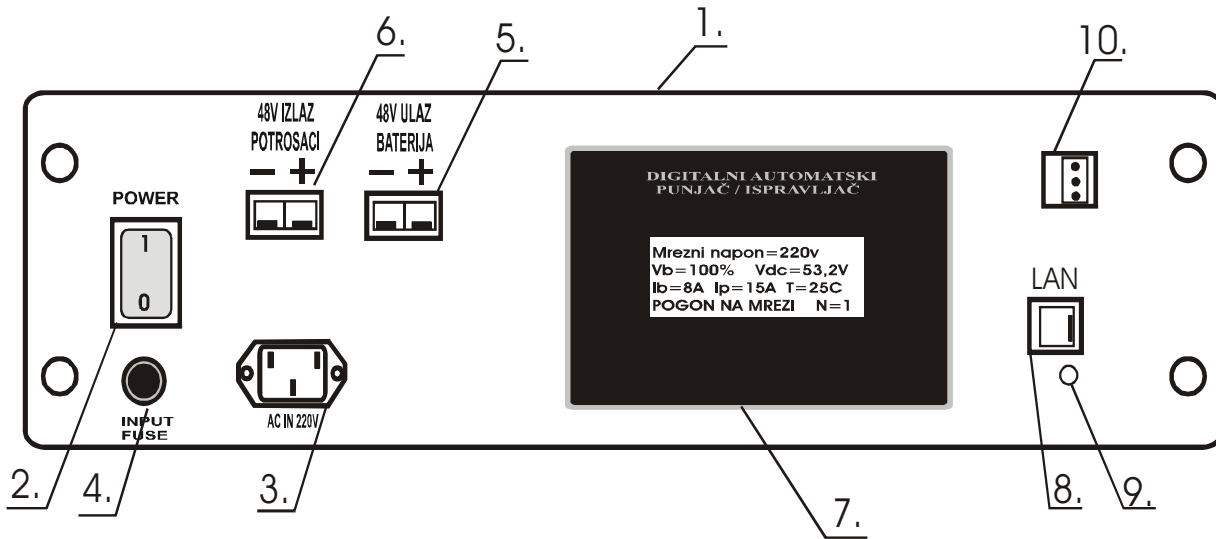 6.
5.
1.
10.
48V IZLAZ
POTROSACI
− +
48V ULAZ
BATERIJA
− +
POWER
1
0
INPUT
FUSE
AC IN 220V
DIGITALNI AUTOMATSKI
PUNJAČ / ISPRAVLJAČ
Mrezni napon=220v
Vb=100% Vdc=53,2V
Ib=8A Ip=15A T=25C
POGON NA MREZI N=1
LAN
2.
4.
3.
7.
8.
9.